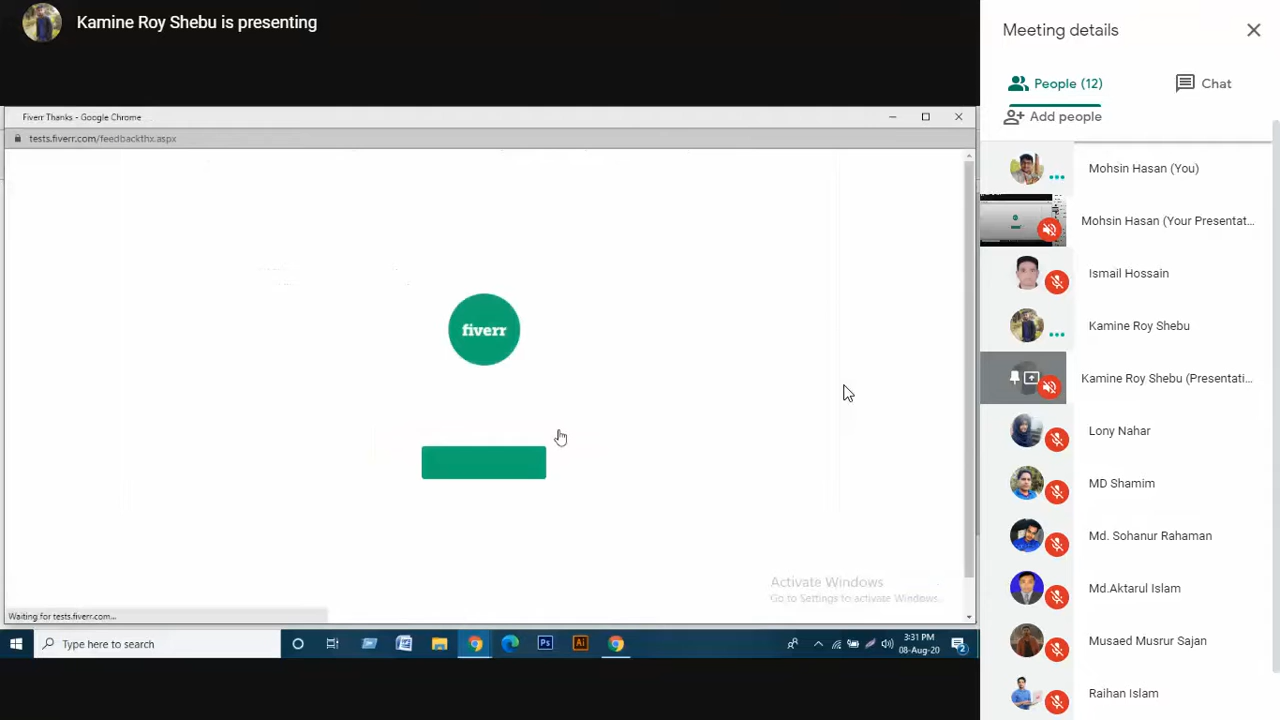 Kamine Roy Shebu is presenting
Meeting details
People (12)
Chat
Add people
Fiverr Thanks - Google Chrome
tests.fiverr.com/feedbackthx.aspx
fiverr
Activate Windows
Go to Settings to activate Windows.
Waiting for tests.fiverr.com...
Type here to search
Ps
Ai
3:31 PM
08-Aug-20
2
Mohsin Hasan (You)
Mohsin Hasan (Your Presentat...
Ismail Hossain
Kamine Roy Shebu
Kamine Roy Shebu (Presentati...
Lony Nahar
MD Shamim
Md. Sohanur Rahaman
Md.Aktarul Islam
Musaed Musrur Sajan
Raihan Islam